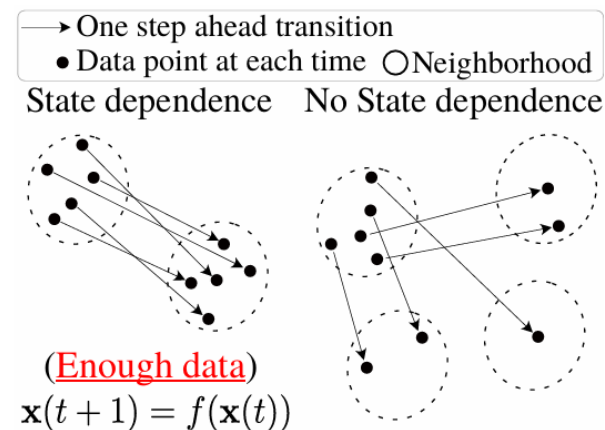 One step ahead transition
Data point at each time Neighborhood
State dependence No State dependence
(Enough data)
x(t + 1) = f(x(t))